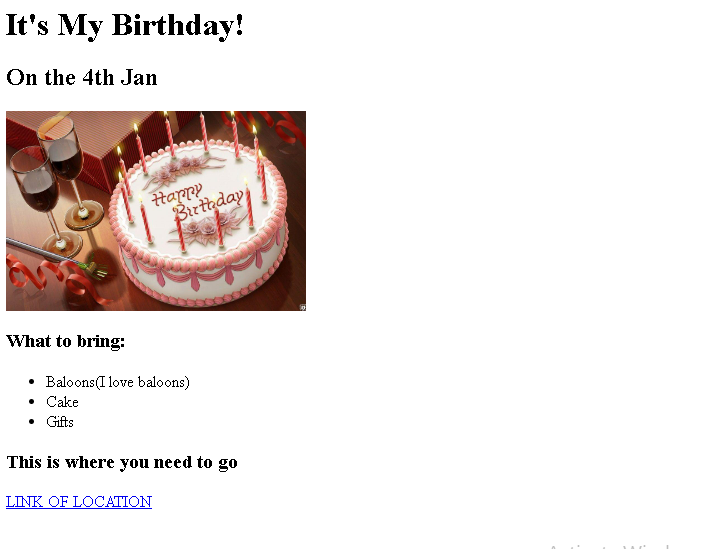 It's My Birthday!
On the 4th Jan
Happy
Birthday
What to bring:
Baloons(I love baloons)
Cake
Gifts
This is where you need to go
LINK OF LOCATION